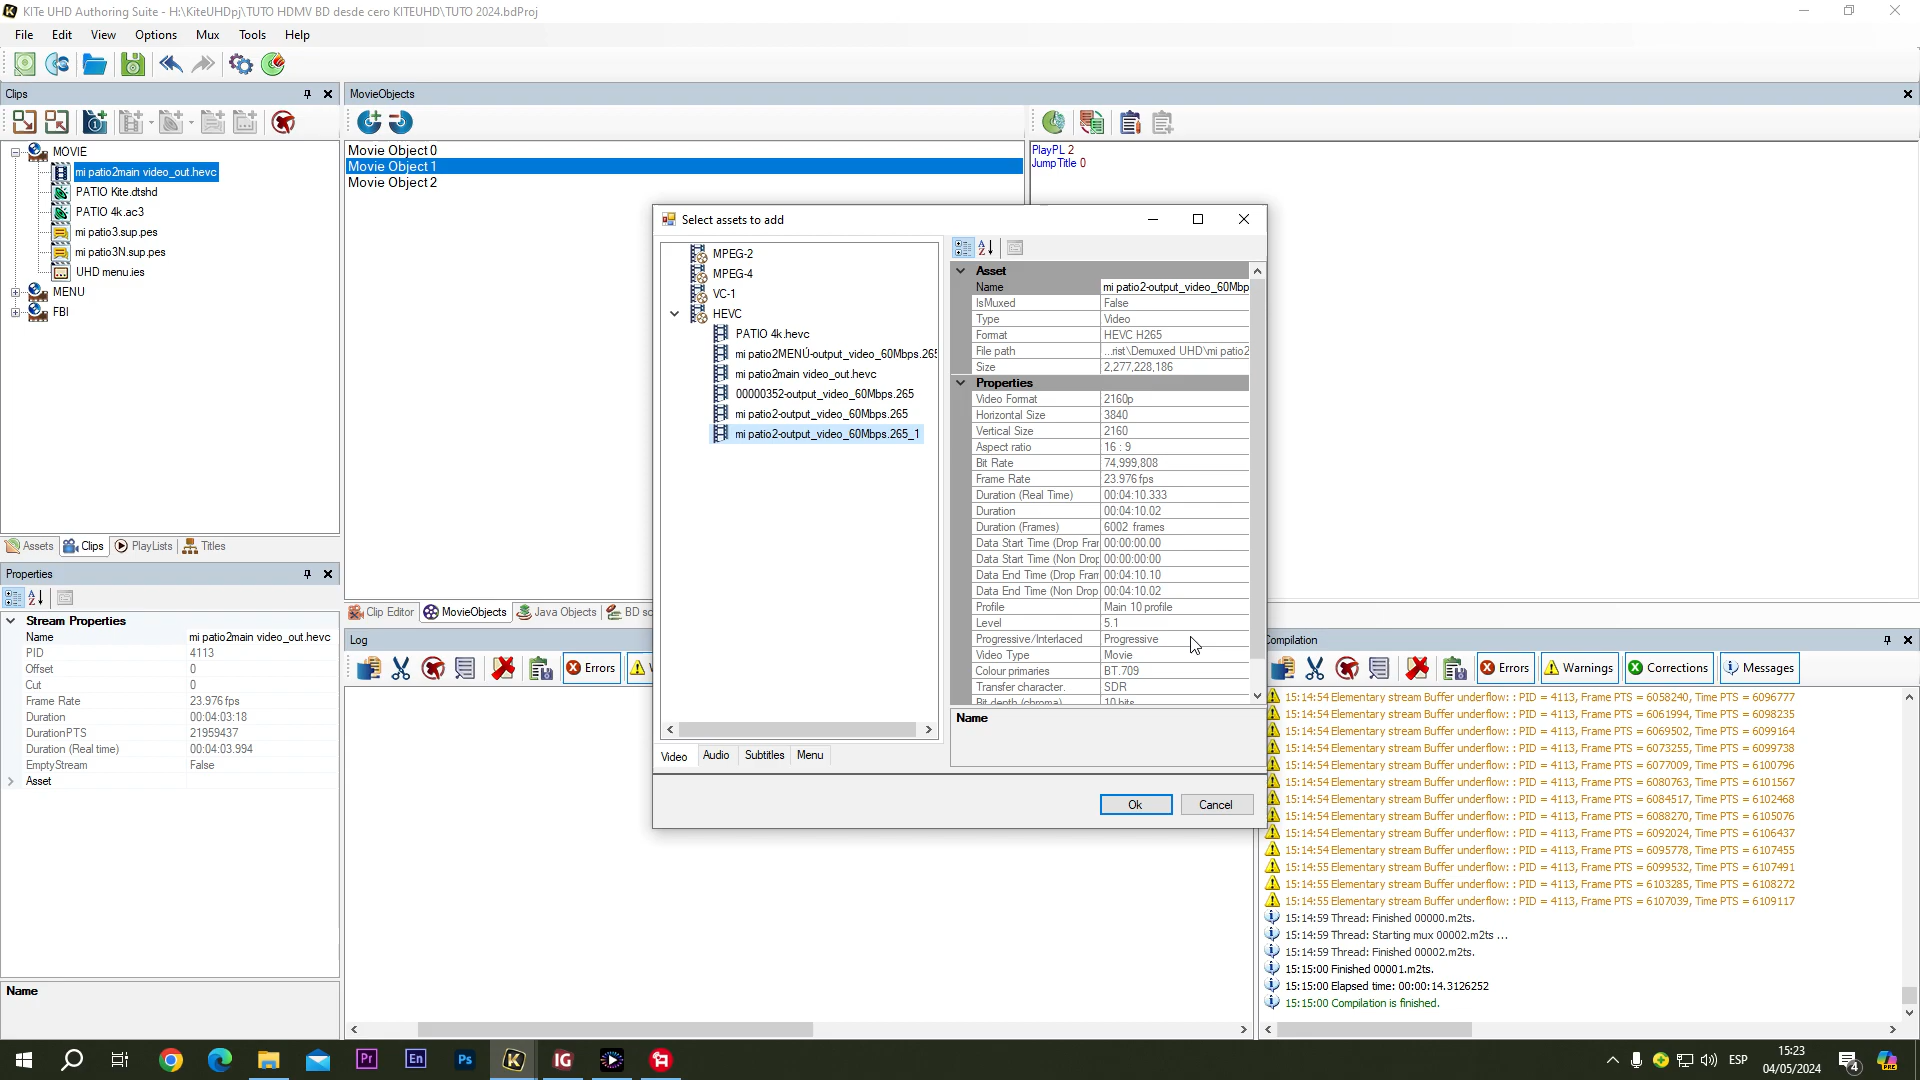 KITe UHD Authoring Suite - H:\KiteUHDpj\TUTO HDMV BD desde cero KITEUHD\TUTO 2024.bdProj
File Edit View Options Mux Tools Help
Clips
MOVIE
mi patio2main video_out.hevc
PATIO Kite.dtshd
PATIO 4k.ac3
mi patio3.sup.pes
mi patio3N.sup.pes
UHD menu.ies
MENU
FBI
Assets Clips PlayLists Titles
Properties
Stream Properties
Name mi patio2main video_out.hevc
PID 4113
Offset 0
Cut 0
Frame Rate 23.976 fps
Duration 00:04:03:18
DurationPTS 21959437
Duration (Real time) 00:04:03.994
EmptyStream False
Asset
Name
MovieObjects
Movie Object 0
Movie Object 1
Movie Object 2
PlayPL 2
JumpTitle 0
Clip Editor MovieObjects Java Objects BD sc
Log
Errors
Select assets to add
MPEG-2
MPEG-4
VC-1
HEVC
PATIO 4k.hevc
mi patio2MENÚ-output_video_60Mbps.265
mi patio2main video_out.hevc
00000352-output_video_60Mbps.265
mi patio2-output_video_60Mbps.265
mi patio2-output_video_60Mbps.265_1
Video Audio Subtitles Menu
Asset
Name mi patio2-output_video_60Mbp
IsMuxed False
Type Video
Format HEVC H265
File path ...rist\Demuxed UHD\mi patio2
Size 2,277,228,186
Properties
Video Format 2160p
Horizontal Size 3840
Vertical Size 2160
Aspect ratio 16 : 9
Bit Rate 74,999,808
Frame Rate 23.976 fps
Duration (Real Time) 00:04:10.333
Duration 00:04:10.02
Duration (Frames) 6002 frames
Data Start Time (Drop Fran 00:00:00.00
Data Start Time (Non Drop 00:00:00:00
Data End Time (Drop Fram 00:04:10.10
Data End Time (Non Drop 00:04:10.02
Profile Main 10 profile
Level 5.1
Progressive/Interlaced Progressive
Video Type Movie
Colour primaries BT.709
Transfer character. SDR
Bit depth (chroma) 10 bits
Name
Ok Cancel
Compilation
Errors Warnings Corrections Messages
15:14:54 Elementary stream Buffer underflow: : PID = 4113, Frame PTS = 6058240, Time PTS = 6096777
15:14:54 Elementary stream Buffer underflow: : PID = 4113, Frame PTS = 6061994, Time PTS = 6098235
15:14:54 Elementary stream Buffer underflow: : PID = 4113, Frame PTS = 6069502, Time PTS = 6099164
15:14:54 Elementary stream Buffer underflow: : PID = 4113, Frame PTS = 6073255, Time PTS = 6099738
15:14:54 Elementary stream Buffer underflow: : PID = 4113, Frame PTS = 6077009, Time PTS = 6100796
15:14:54 Elementary stream Buffer underflow: : PID = 4113, Frame PTS = 6080763, Time PTS = 6101567
15:14:54 Elementary stream Buffer underflow: : PID = 4113, Frame PTS = 6084517, Time PTS = 6102468
15:14:54 Elementary stream Buffer underflow: : PID = 4113, Frame PTS = 6088270, Time PTS = 6105076
15:14:54 Elementary stream Buffer underflow: : PID = 4113, Frame PTS = 6092024, Time PTS = 6106437
15:14:54 Elementary stream Buffer underflow: : PID = 4113, Frame PTS = 6095778, Time PTS = 6107455
15:14:55 Elementary stream Buffer underflow: : PID = 4113, Frame PTS = 6099532, Time PTS = 6107491
15:14:55 Elementary stream Buffer underflow: : PID = 4113, Frame PTS = 6103285, Time PTS = 6108272
15:14:55 Elementary stream Buffer underflow: : PID = 4113, Frame PTS = 6107039, Time PTS = 6109117
15:14:59 Thread: Finished 00000.m2ts.
15:14:59 Thread: Starting mux 00002.m2ts ...
15:14:59 Thread: Finished 00002.m2ts.
15:15:00 Finished 00001.m2ts.
15:15:00 Elapsed time: 00:00:14.3126252
15:15:00 Compilation is finished.
Pr En Ps K IG
ESP
15:23
04/05/2024
4
PRE